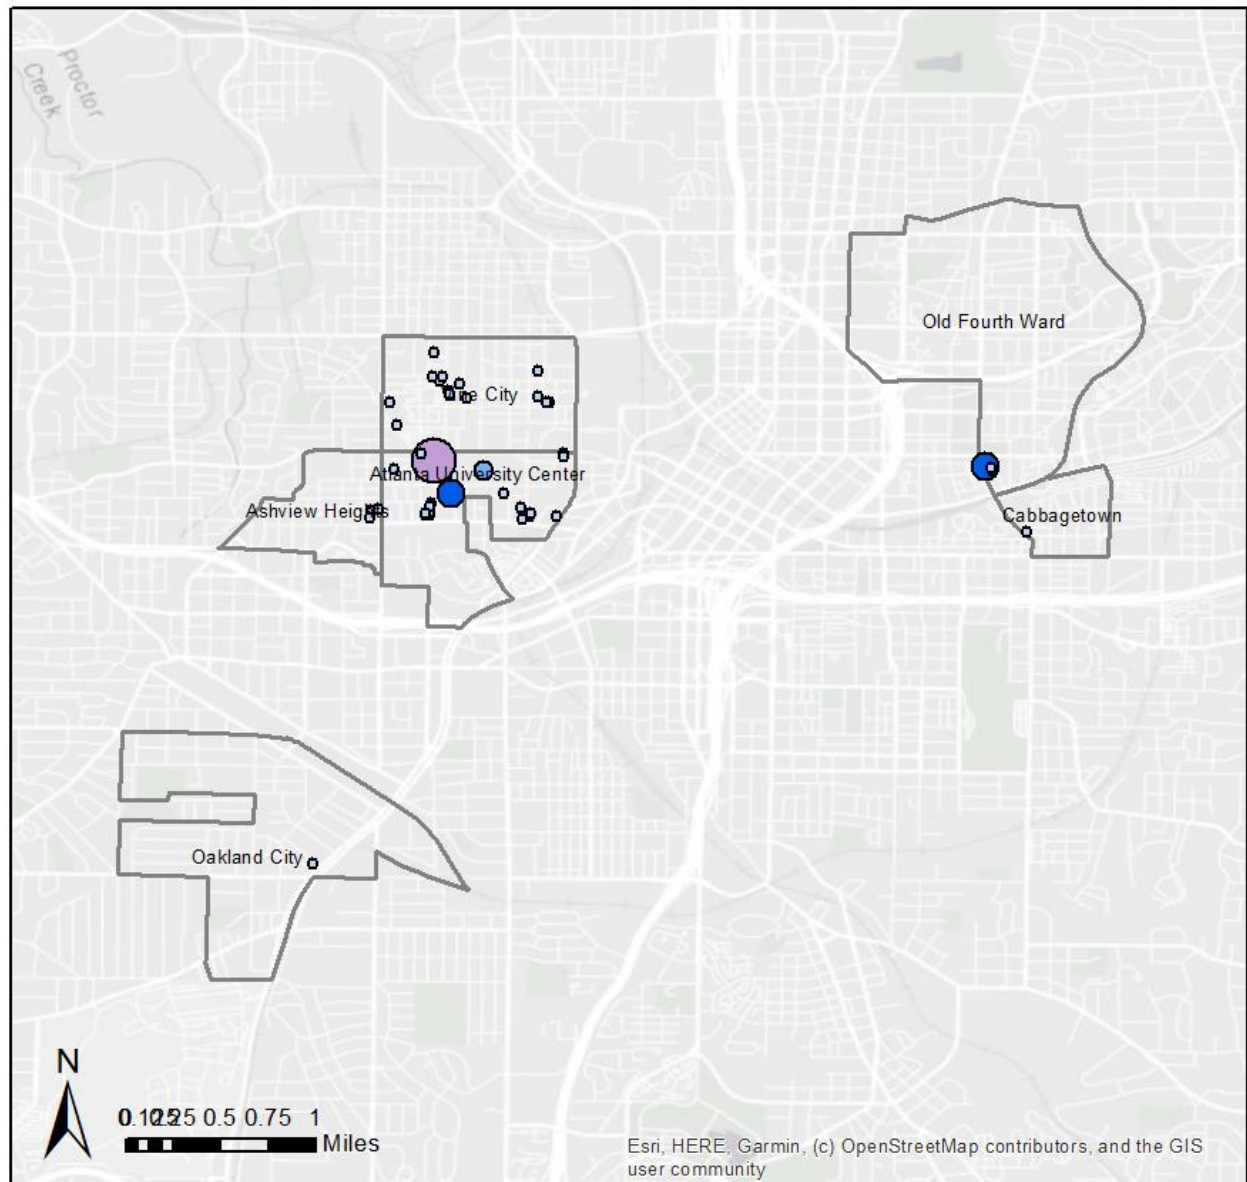 Proctor
Creek
Old Fourth Ward
City
Atlanta University Center
Ashview Heights
Cabbagetown
Oakland City
N
0.5 0.75 1
Miles
Esri, HERE, Garmin, (c) OpenStreetMap contributors, and the GIS
user community